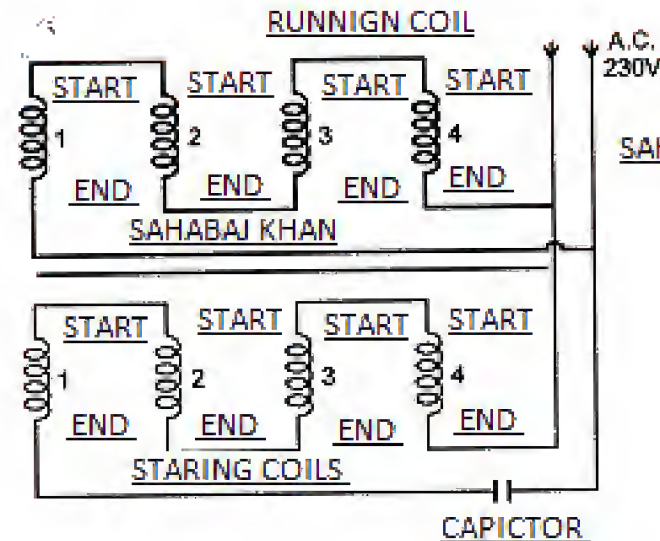 RUNNIGN COIL
A.C.
230V
START START START START
1 2 3 4
END END END END
SAHABAJ KHAN
START START START START
1 2 3 4
END END END END
STARING COILS
CAPICTOR